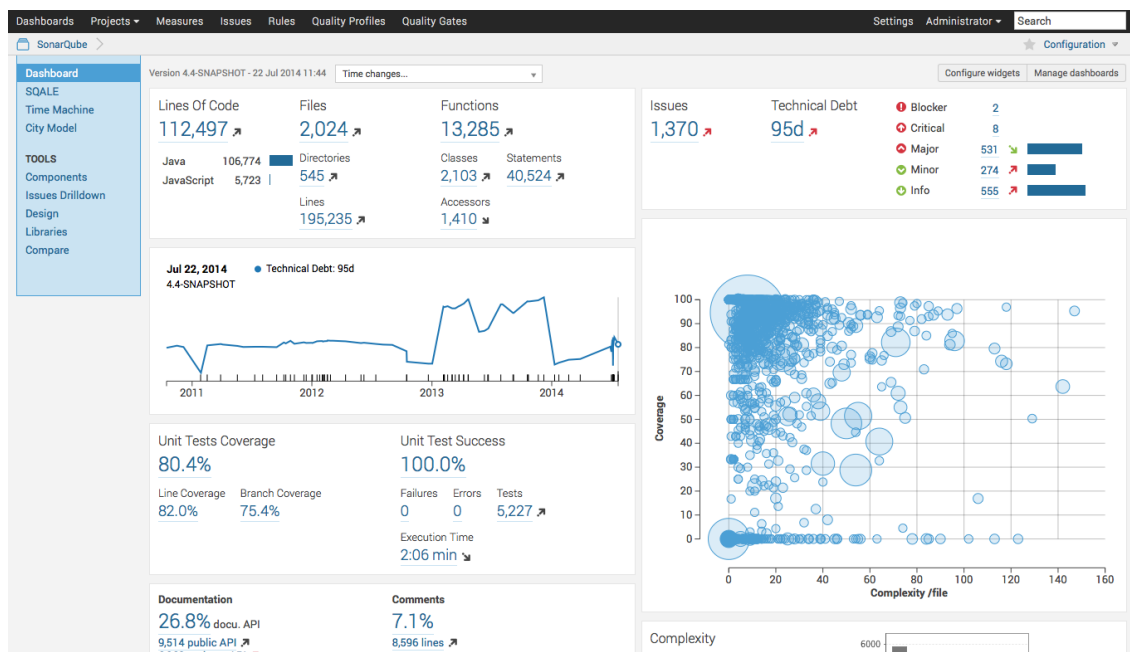 Dashboards Projects Measures Issues Rules Quality Profiles Quality Gates Settings Administrator Search
SonarQube Configuration
Dashboard
SQALE
Time Machine
City Model
TOOLS
Components
Issues Drilldown
Design
Libraries
Compare
Version 4.4-SNAPSHOT - 22 Jul 2014 11:44 Time changes... Configure widgets Manage dashboards
Lines Of Code Files Functions
112,497 2,024 13,285
Java 106,774
JavaScript 5,723
Directories
545
Lines
195,235
Classes Statements
2,103 40,524
Accessors
1,410
Issues Technical Debt
1,370 95d
Blocker 2
Critical 8
Major 531
Minor 274
Info 555
Jul 22, 2014 Technical Debt: 95d
4.4-SNAPSHOT
2011 2012 2013 2014
Unit Tests Coverage
80.4%
Line Coverage Branch Coverage
82.0% 75.4%
Unit Test Success
100.0%
Failures Errors Tests
0 0 5,227
Execution Time
2:06 min
Documentation
26.8% docu. API
9,514 public API
Comments
7.1%
8,596 lines
Coverage
100
90
80
70
60
50
40
30
20
10
0
0 20 40 60 80 100 120 140 160
Complexity /file
Complexity
6000